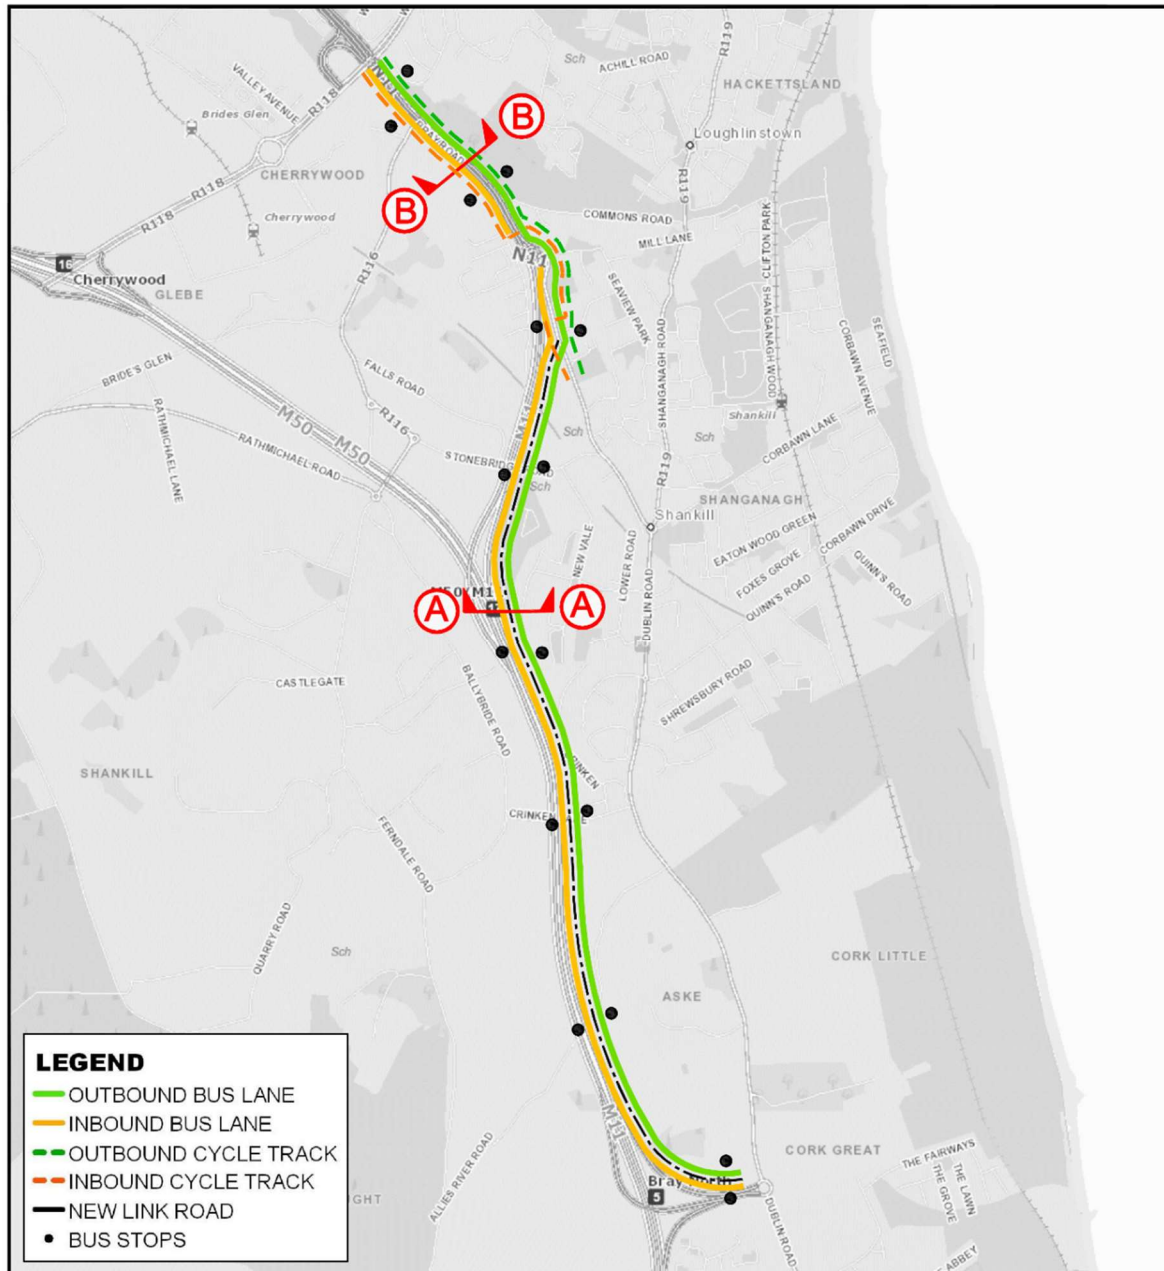 R119
ACHILL ROAD
Sch
HACKETTSLAND
VALLEY AVENUE
R118
N11
Brides Glen
BRAY ROAD
B
Loughlinstown
CHERRYWOOD
R119
R118
B
Cherrywood
COMMONS ROAD
R118
MILL LANE
N11
16
R116
Cherrywood
GLEBE
SEAVIEW PARK
SHANGANAGH ROAD
SHANGANAGH WOOD
CLIFTON PARK
CORBAWN AVENUE
SEAFIELD
BRIDE'S GLEN
FALLS ROAD
M50
M50
R116
M11
Shankill
RATHMICHAEL LANE
RATHMICHAEL ROAD
Sch
Sch
CORBAWN LANE
R119
Sch
SHANGANAGH
Shankill
EATON WOOD GREEN
CORBAWN DRIVE
NEW VALE
LOWER ROAD
FOXES GROVE
QUINN'S ROAD
QUINN'S ROAD
A
A
DUBLIN ROAD
BALLYBRIDE ROAD
CASTLEGATE
SHREWSBURY ROAD
SHANKILL
FERNDALE ROAD
QUARRY ROAD
Sch
CORK LITTLE
ASKE
M11
CORK GREAT
THE FAIRWAYS
THE LAWN
THE GROVE
ALLIES RIVER ROAD
Bray North
5
DUBLIN ROAD
ABBEY
LEGEND
OUTBOUND BUS LANE
INBOUND BUS LANE
OUTBOUND CYCLE TRACK
INBOUND CYCLE TRACK
NEW LINK ROAD
BUS STOPS